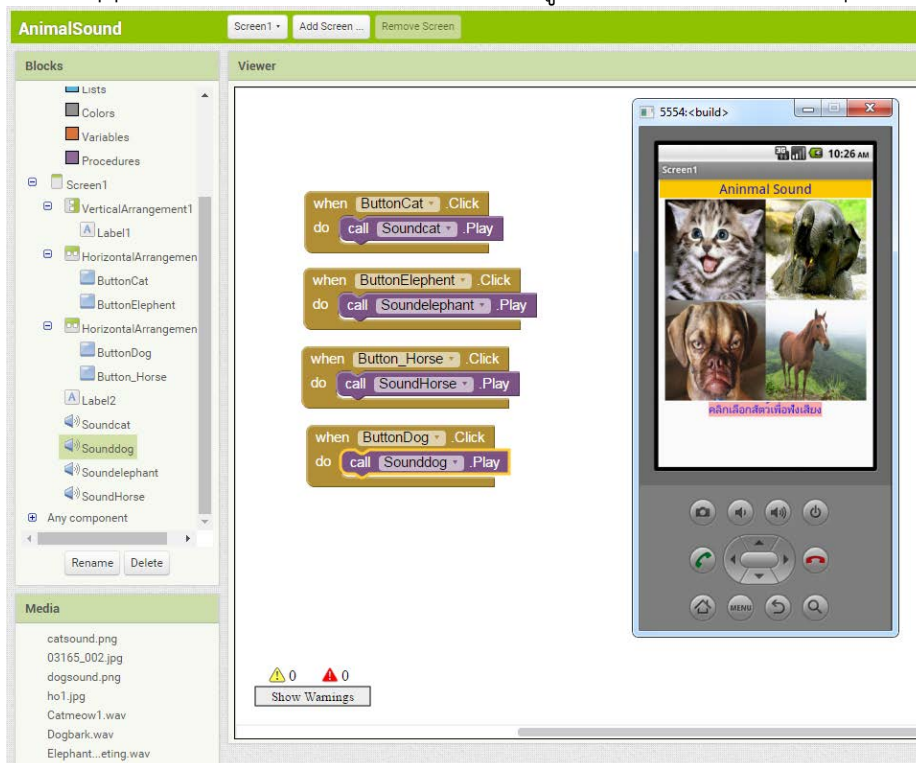 AnimalSound
Screen1
Add Screen ...
Remove Screen
Blocks
Viewer
Lists
Colors
Variables
Procedures
Screen1
VerticalArrangement1
Label1
HorizontalArrangemen
ButtonCat
ButtonElephent
HorizontalArrangemen
ButtonDog
Button_Horse
Label2
Soundcat
Sounddog
Soundelephant
SoundHorse
Any component
Rename Delete
Media
catsound.png
03165_002.jpg
dogsound.png
ho1.jpg
Catmeow1.wav
Dogbark.wav
Elephant...eting.wav
when ButtonCat .Click
do call Soundcat .Play
when ButtonElephent .Click
do call Soundelephant .Play
when Button_Horse .Click
do call SoundHorse .Play
when ButtonDog .Click
do call Sounddog .Play
0 0
Show Warnings
5554:<build>
3G 10:26 AM
Screen1
Aninmal Sound
คลิกเลือกสัตว์เพื่อฟังเสียง
MENU